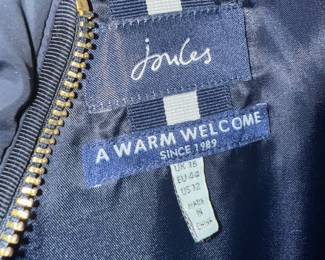 joules
A WARM WELCOME
SINCE 1989
UK 16
EU 44
US 12
MADE
IN
CHINA